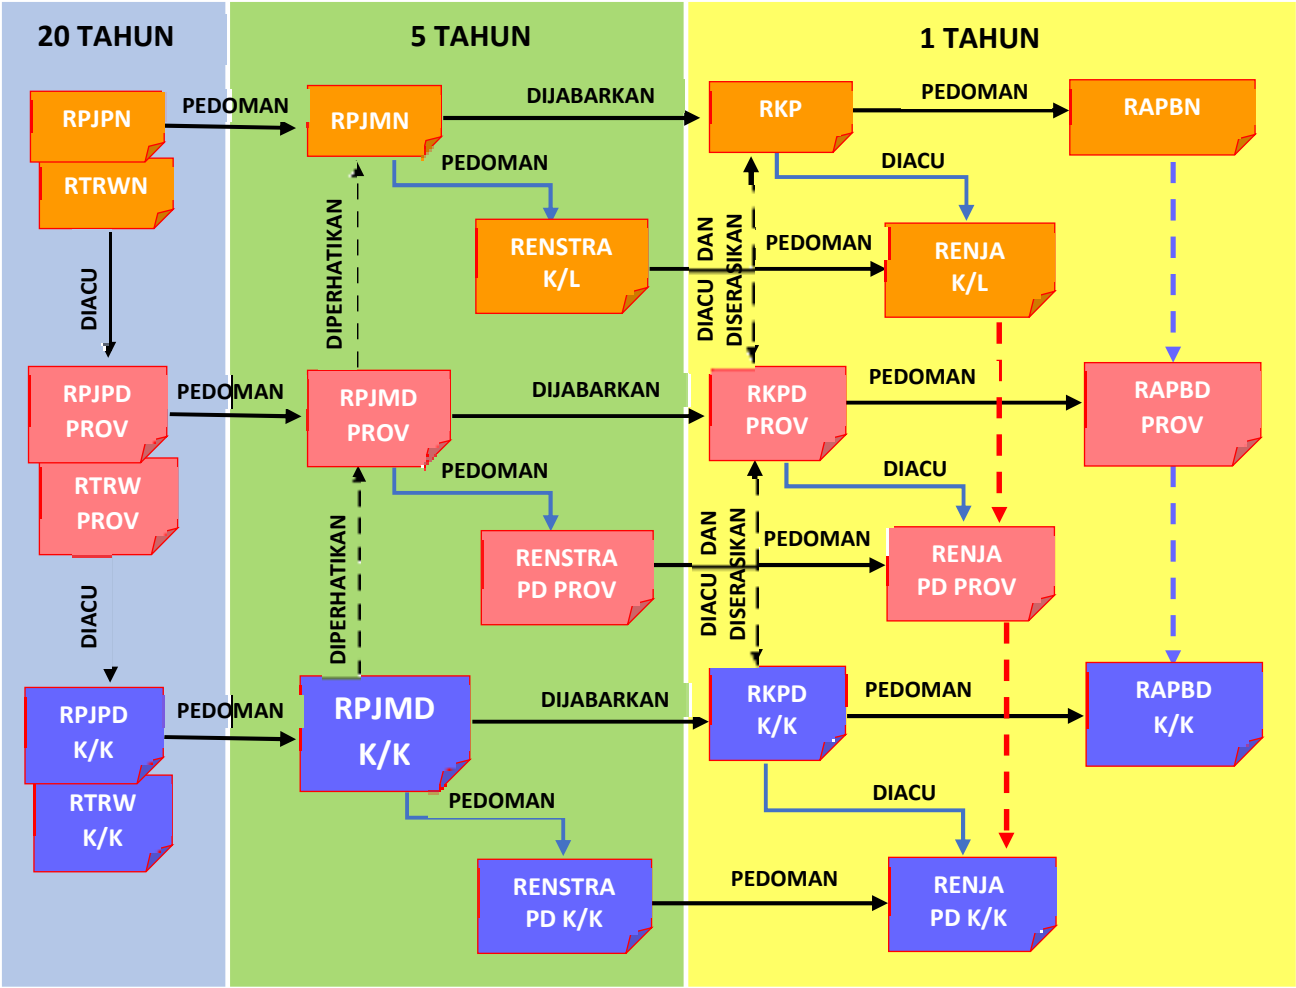 20 TAHUN
5 TAHUN
1 TAHUN
RPJPN
PEDOMAN
RPJMN
DIJABARKAN
RKP
PEDOMAN
RAPBN
RTRWN
PEDOMAN
DIACU
RENSTRA
K/L
PEDOMAN
RENJA
K/L
DIACU
DIPERHATIKAN
DIACU DAN
DISERASIKAN
RPJPD
PROV
PEDOMAN
RPJMD
PROV
DIJABARKAN
RKPD
PROV
PEDOMAN
RAPBD
PROV
RTRW
PROV
PEDOMAN
DIACU
RENSTRA
PD PROV
PEDOMAN
RENJA
PD PROV
DIACU
DIPERHATIKAN
DIACU DAN
DISERASIKAN
RPJPD
K/K
PEDOMAN
RPJMD
K/K
DIJABARKAN
RKPD
K/K
PEDOMAN
RAPBD
K/K
RTRW
K/K
PEDOMAN
DIACU
RENSTRA
PD K/K
PEDOMAN
RENJA
PD K/K